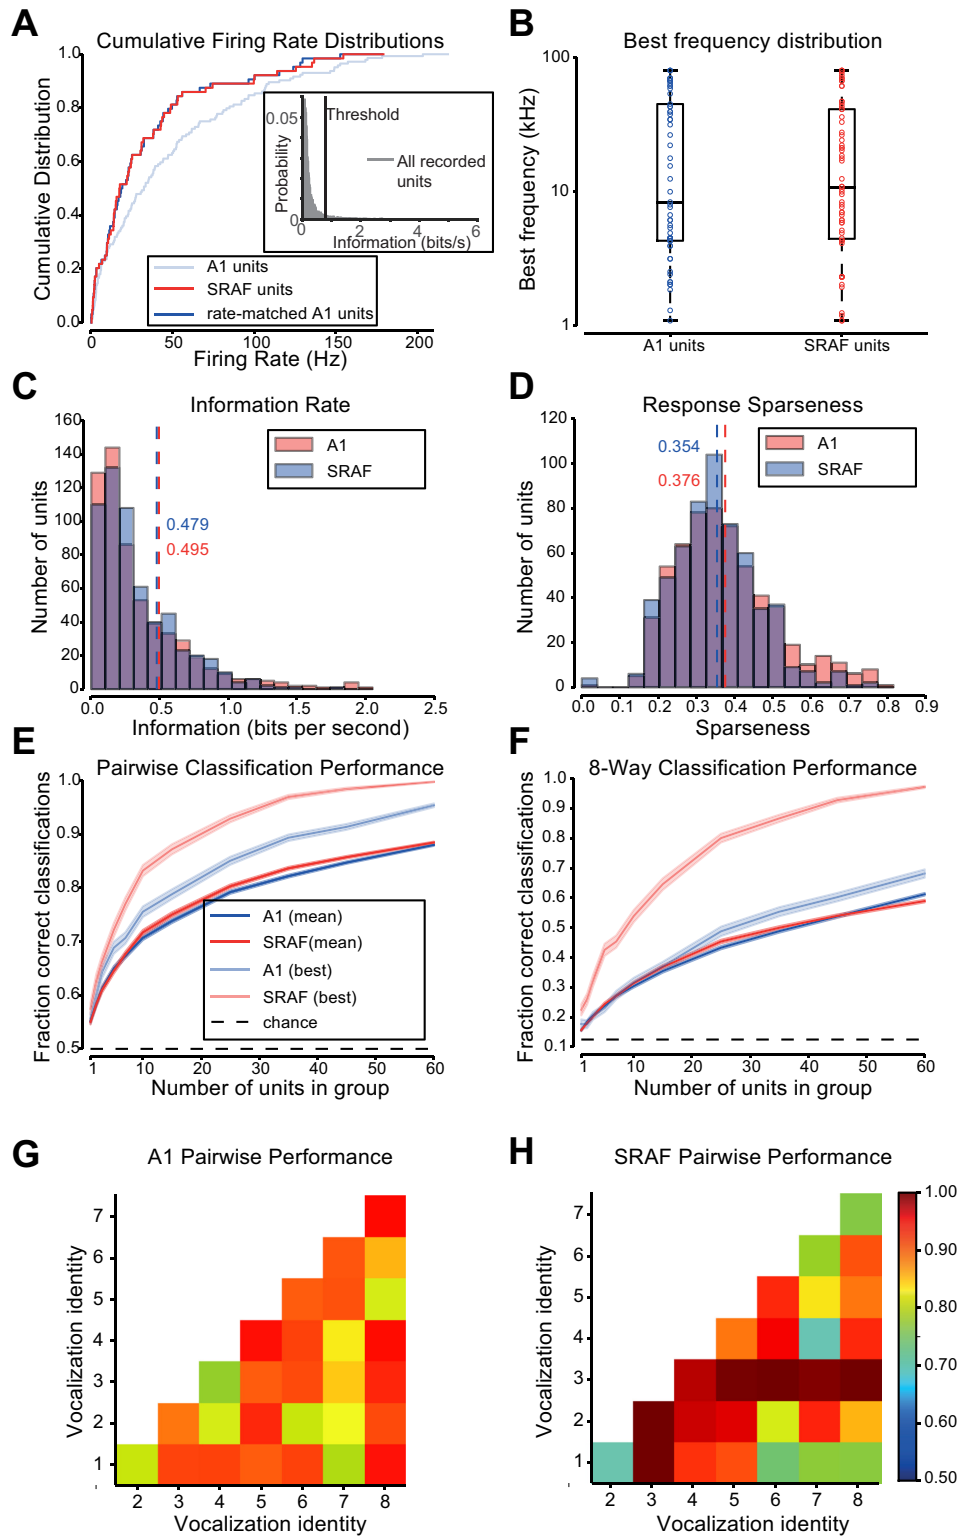 A
Cumulative Firing Rate Distributions
Cumulative Distribution
1.0
0.8
0.6
0.4
0.2
0.0
0
50
100
150
200
Firing Rate (Hz)
0.05
0
Probability
Threshold
All recorded
units
0
2
4
6
Information (bits/s)
A1 units
SRAF units
rate-matched A1 units
B
Best frequency distribution
Best frequency (kHz)
100
10
1
A1 units
SRAF units
C
Information Rate
Number of units
160
140
120
100
80
60
40
20
0
A1
SRAF
0.479
0.495
0.0
0.5
1.0
1.5
2.0
2.5
Information (bits per second)
D
Response Sparseness
Number of units
120
100
80
60
40
20
0
0.354
0.376
A1
SRAF
0.0
0.1
0.2
0.3
0.4
0.5
0.6
0.7
0.8
0.9
Sparseness
E
Pairwise Classification Performance
Fraction correct classifications
1.0
0.9
0.8
0.7
0.6
0.5
A1 (mean)
SRAF(mean)
A1 (best)
SRAF (best)
chance
1
10
20
30
40
50
60
Number of units in group
F
8-Way Classification Performance
Fraction correct classifications
1.0
0.9
0.8
0.7
0.6
0.5
0.4
0.3
0.2
0.1
1
10
20
30
40
50
60
Number of units in group
G
A1 Pairwise Performance
Vocalization identity
7
6
5
4
3
2
1
2
3
4
5
6
7
8
Vocalization identity
H
SRAF Pairwise Performance
Vocalization identity
7
6
5
4
3
2
1
2
3
4
5
6
7
8
Vocalization identity
1.00
0.90
0.80
0.70
0.60
0.50